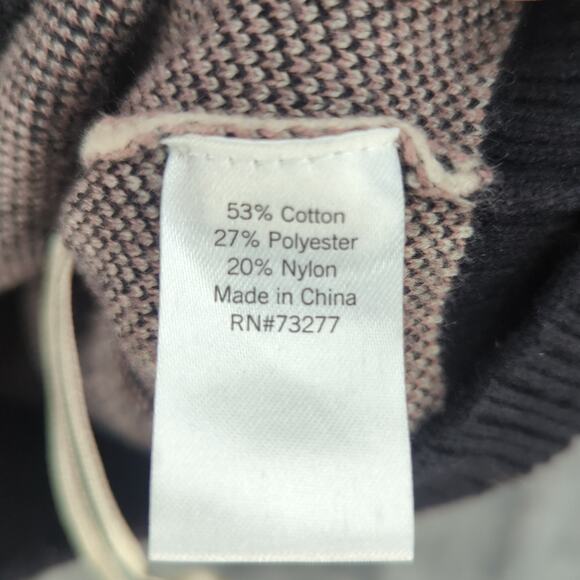 53% Cotton
27% Polyester
20% Nylon
Made in China
RN#73277